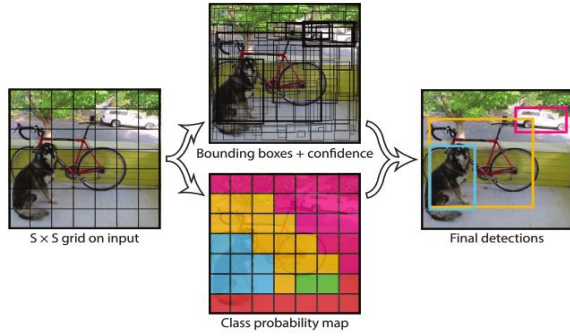 Bounding boxes + confidence
S × S grid on input
Final detections
Class probability map